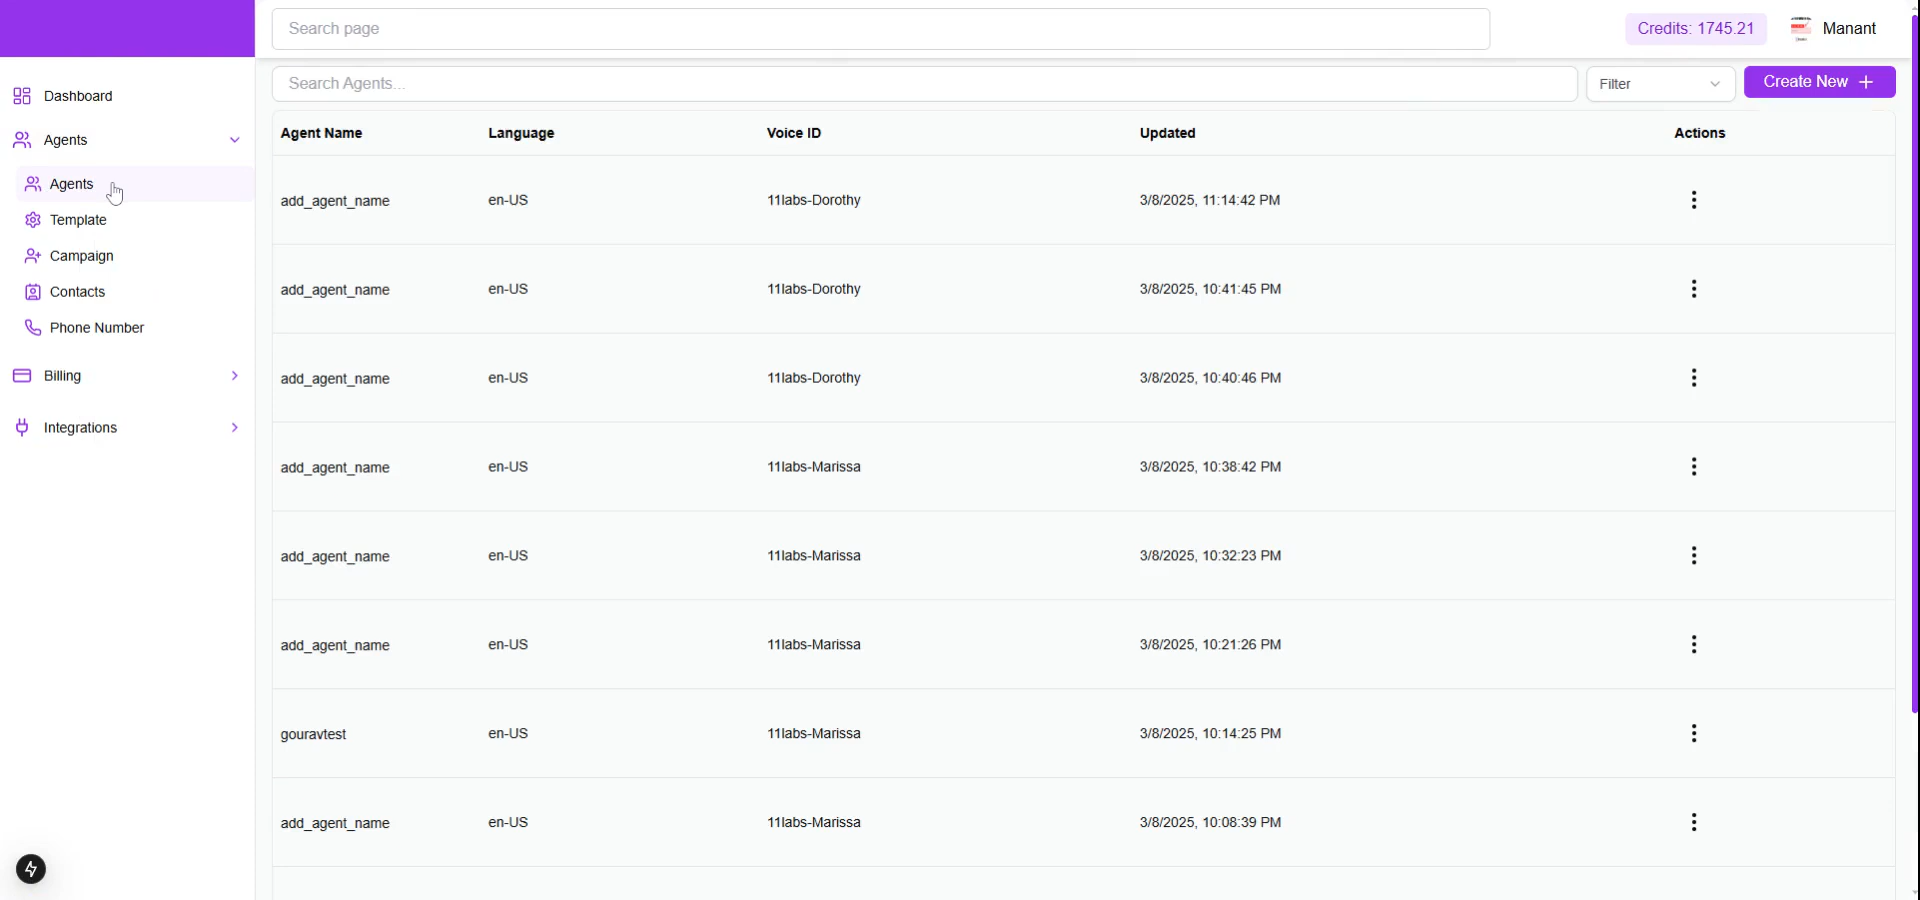 Search page
Credits: 1745.21
Manant
Search Agents...
Filter
Create New +
Dashboard
Agents
Agents
Template
Campaign
Contacts
Phone Number
Billing
Integrations
Agent Name Language Voice ID Updated Actions
add_agent_name en-US 11labs-Dorothy 3/8/2025, 11:14:42 PM
add_agent_name en-US 11labs-Dorothy 3/8/2025, 10:41:45 PM
add_agent_name en-US 11labs-Dorothy 3/8/2025, 10:40:46 PM
add_agent_name en-US 11labs-Marissa 3/8/2025, 10:38:42 PM
add_agent_name en-US 11labs-Marissa 3/8/2025, 10:32:23 PM
add_agent_name en-US 11labs-Marissa 3/8/2025, 10:21:26 PM
gouravtest en-US 11labs-Marissa 3/8/2025, 10:14:25 PM
add_agent_name en-US 11labs-Marissa 3/8/2025, 10:08:39 PM